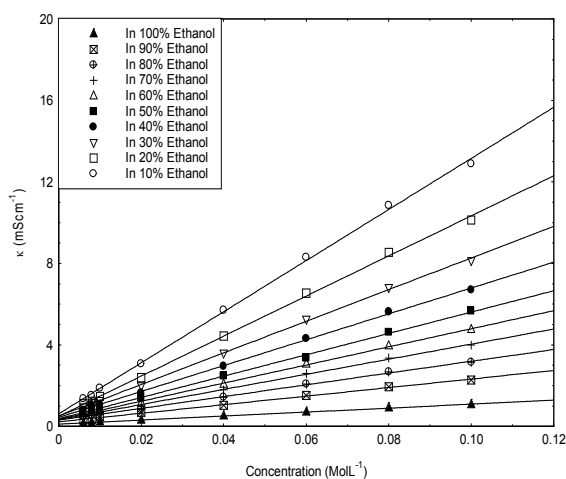 20
16
12
8
4
0
In 100% Ethanol
In 90% Ethanol
In 80% Ethanol
In 70% Ethanol
In 60% Ethanol
In 50% Ethanol
In 40% Ethanol
In 30% Ethanol
In 20% Ethanol
In 10% Ethanol
κ (mScm⁻¹)
0 0.02 0.04 0.06 0.08 0.10 0.12
Concentration (MolL⁻¹)